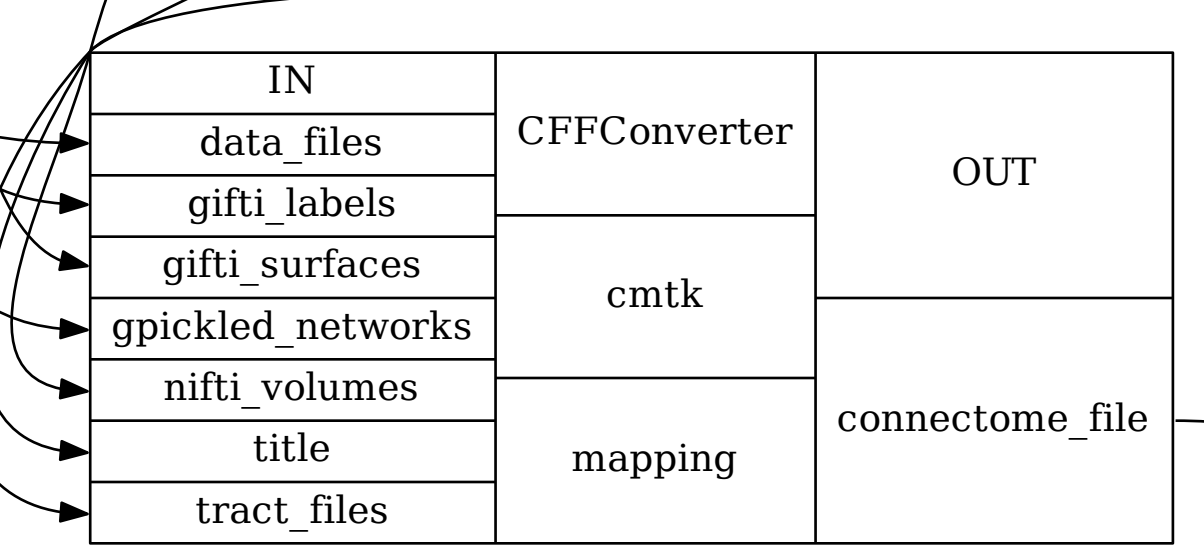 IN
data_files
gifti_labels
gifti_surfaces
gpickled_networks
nifti_volumes
title
tract_files
CFFConverter
cmtk
mapping
OUT
connectome_file